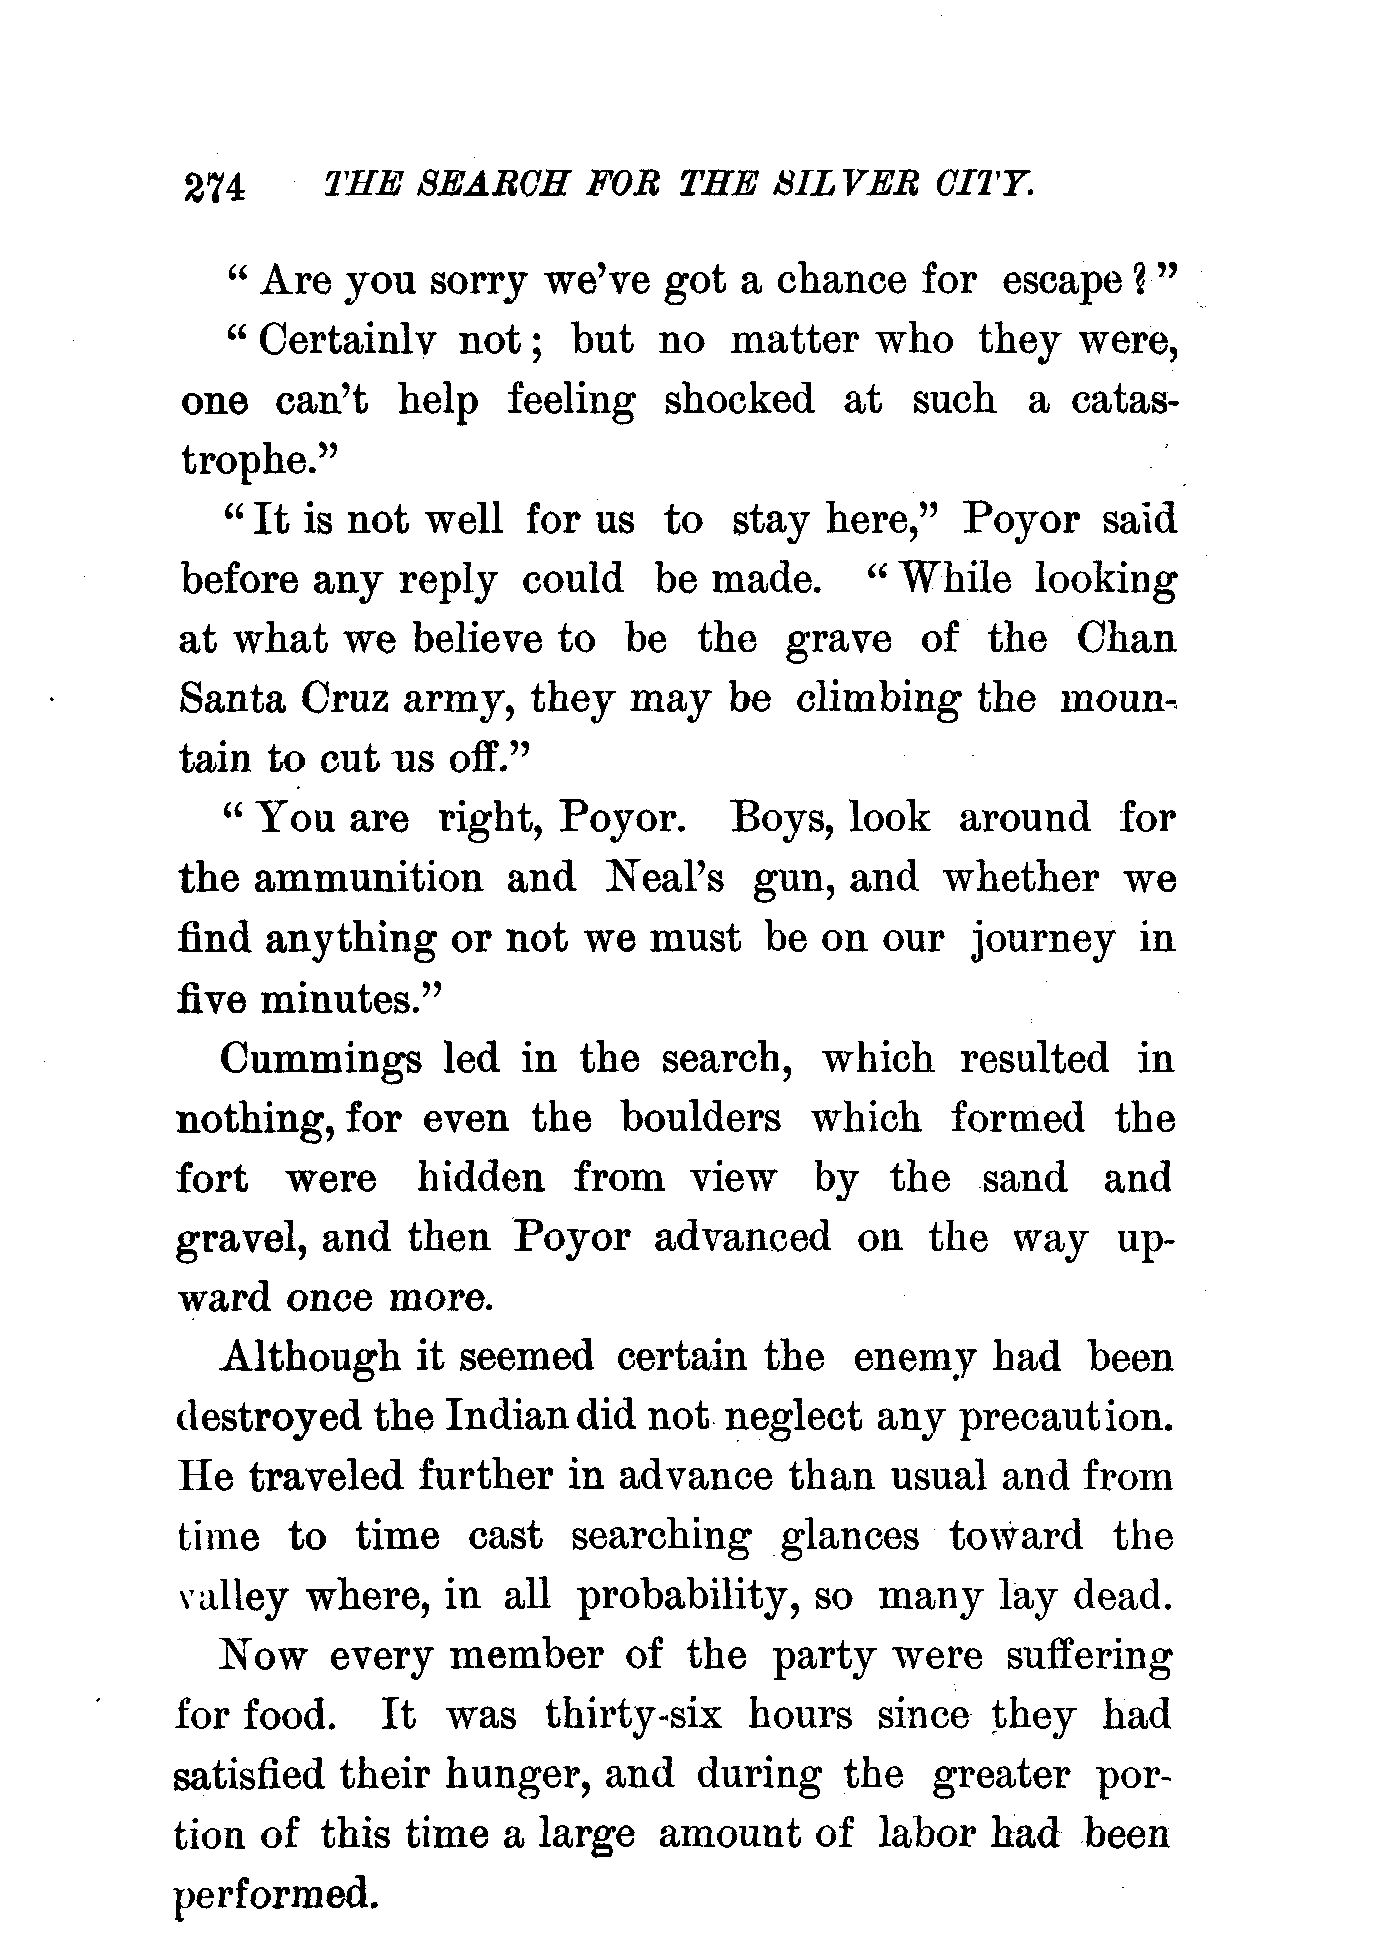 274 THE SEARCH FOR THE SILVER CITY.
“ Are you sorry we’ve got a chance for escape ? ”
“ Certainly not ; but no matter who they were,
one can’t help feeling shocked at such a catas-
trophe.”
“ It is not well for us to stay here,” Poyor said
before any reply could be made. “ While looking
at what we believe to be the grave of the Chan
Santa Cruz army, they may be climbing the moun-
tain to cut us off.”
“ You are right, Poyor. Boys, look around for
the ammunition and Neal’s gun, and whether we
find anything or not we must be on our journey in
five minutes.”
Cummings led in the search, which resulted in
nothing, for even the boulders which formed the
fort were hidden from view by the sand and
gravel, and then Poyor advanced on the way up-
ward once more.
Although it seemed certain the enemy had been
destroyed the Indian did not neglect any precaution.
He traveled further in advance than usual and from
time to time cast searching glances toward the
valley where, in all probability, so many lay dead.
Now every member of the party were suffering
for food. It was thirty-six hours since they had
satisfied their hunger, and during the greater por-
tion of this time a large amount of labor had been
performed.